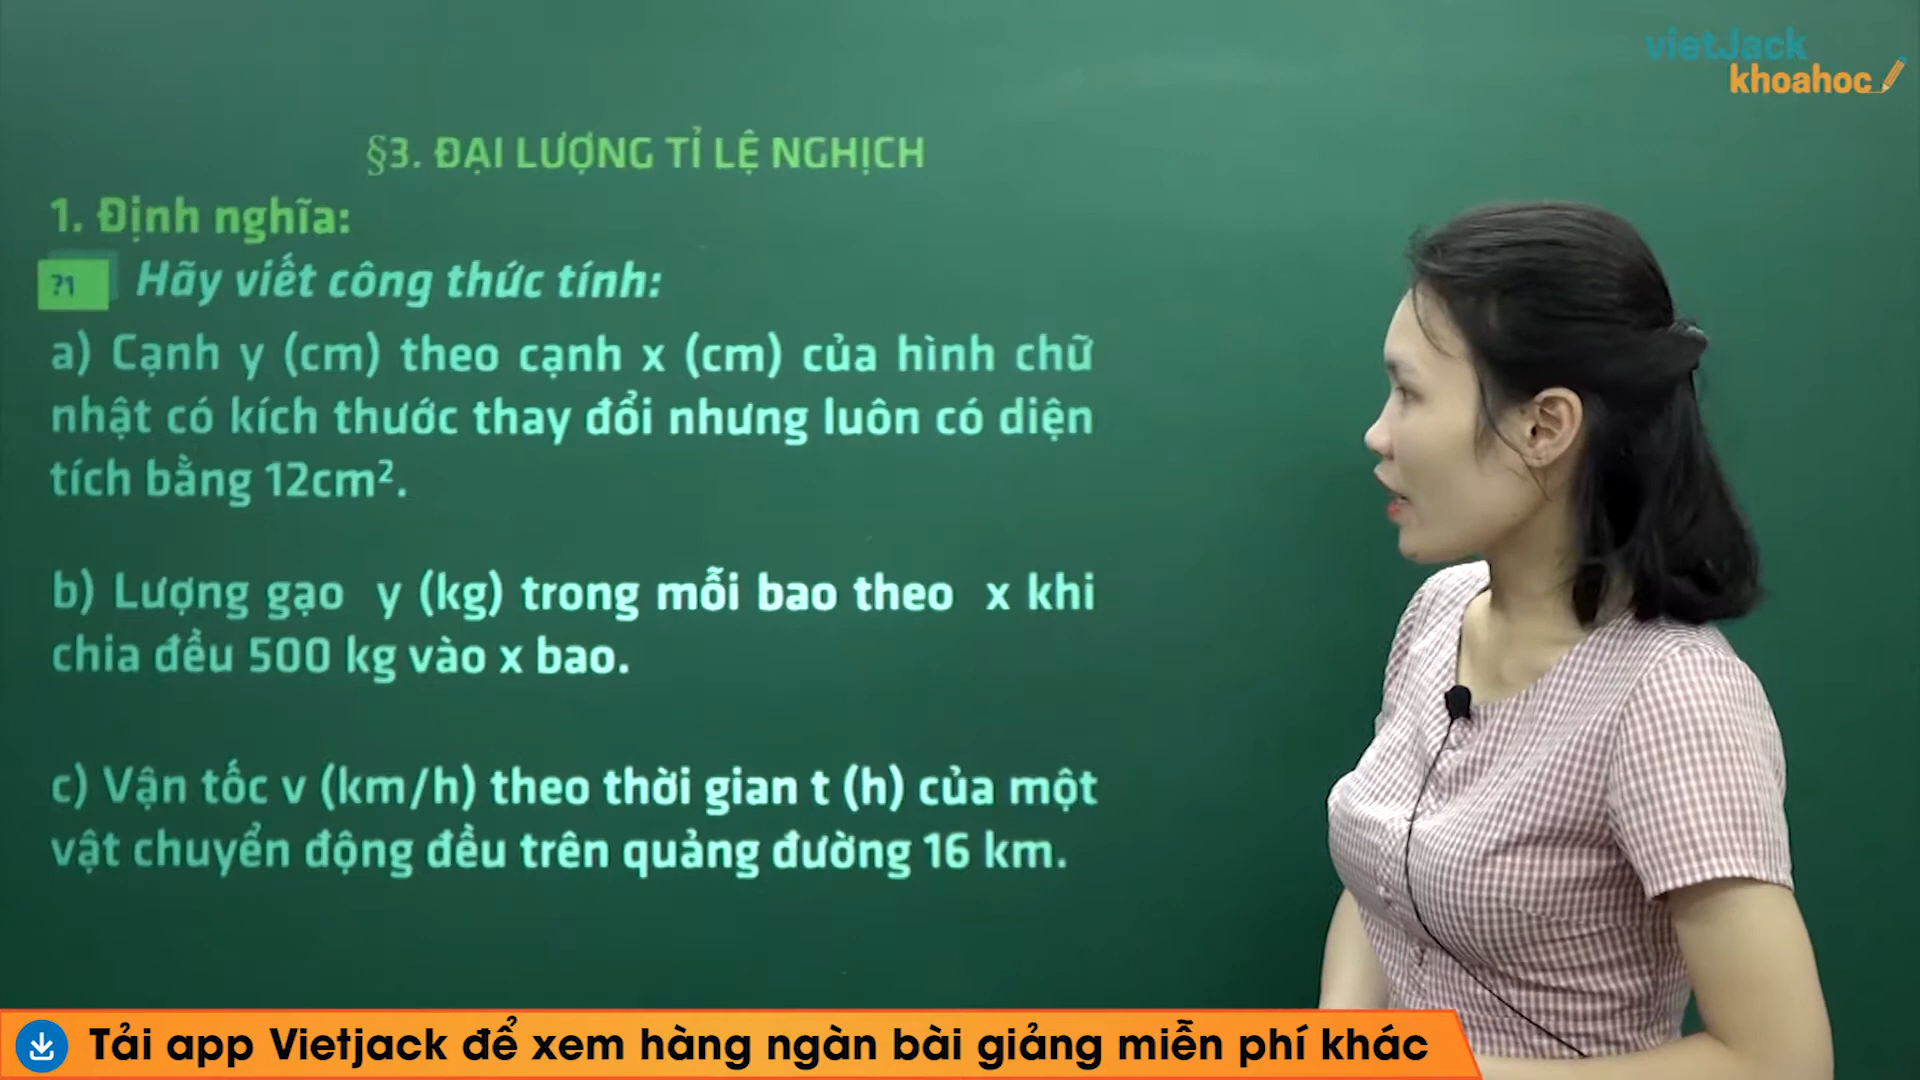 vietJack
khoahoc
§3. ĐẠI LƯỢNG TỈ LỆ NGHỊCH
1. Định nghĩa:
?1 Hãy viết công thức tính:
a) Cạnh y (cm) theo cạnh x (cm) của hình chữ
nhật có kích thước thay đổi nhưng luôn có diện
tích bằng 12cm².
b) Lượng gạo y (kg) trong mỗi bao theo x khi
chia đều 500 kg vào x bao.
c) Vận tốc v (km/h) theo thời gian t (h) của một
vật chuyển động đều trên quảng đường 16 km.
Tải app Vietjack để xem hàng ngàn bài giảng miễn phí khác